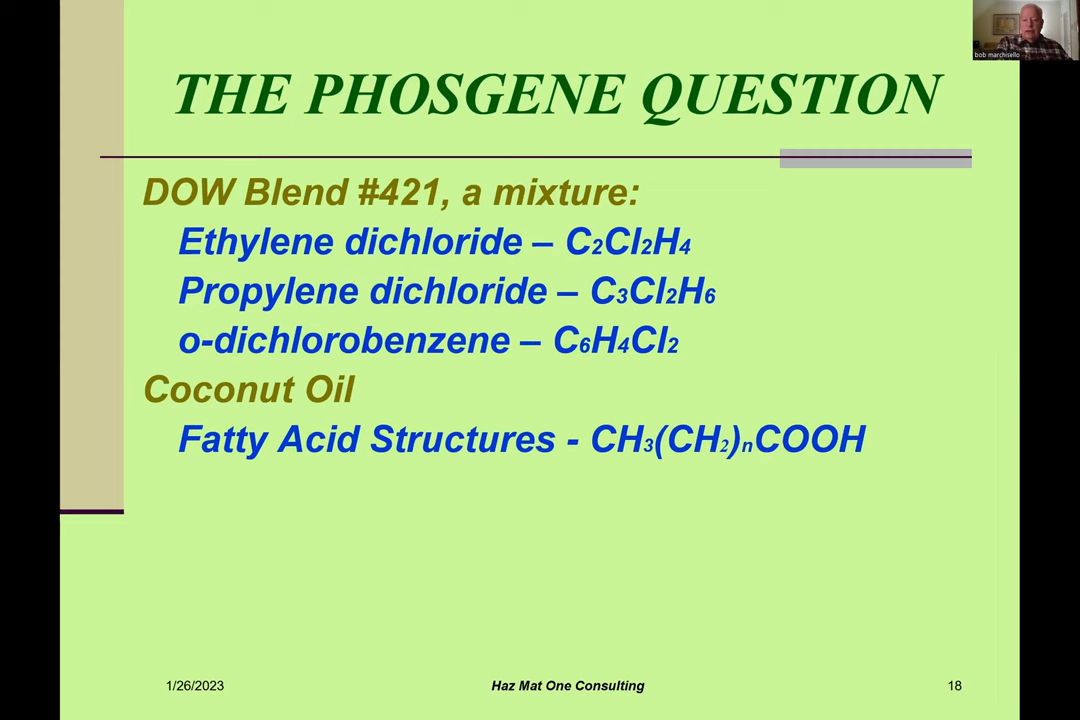 THE PHOSGENE QUESTION
bob marchisello
DOW Blend #421, a mixture:
Ethylene dichloride – C₂Cl₂H₄
Propylene dichloride – C₃Cl₂H₆
o-dichlorobenzene – C₆H₄Cl₂
Coconut Oil
Fatty Acid Structures - CH₃(CH₂)ₙCOOH
1/26/2023
Haz Mat One Consulting
18